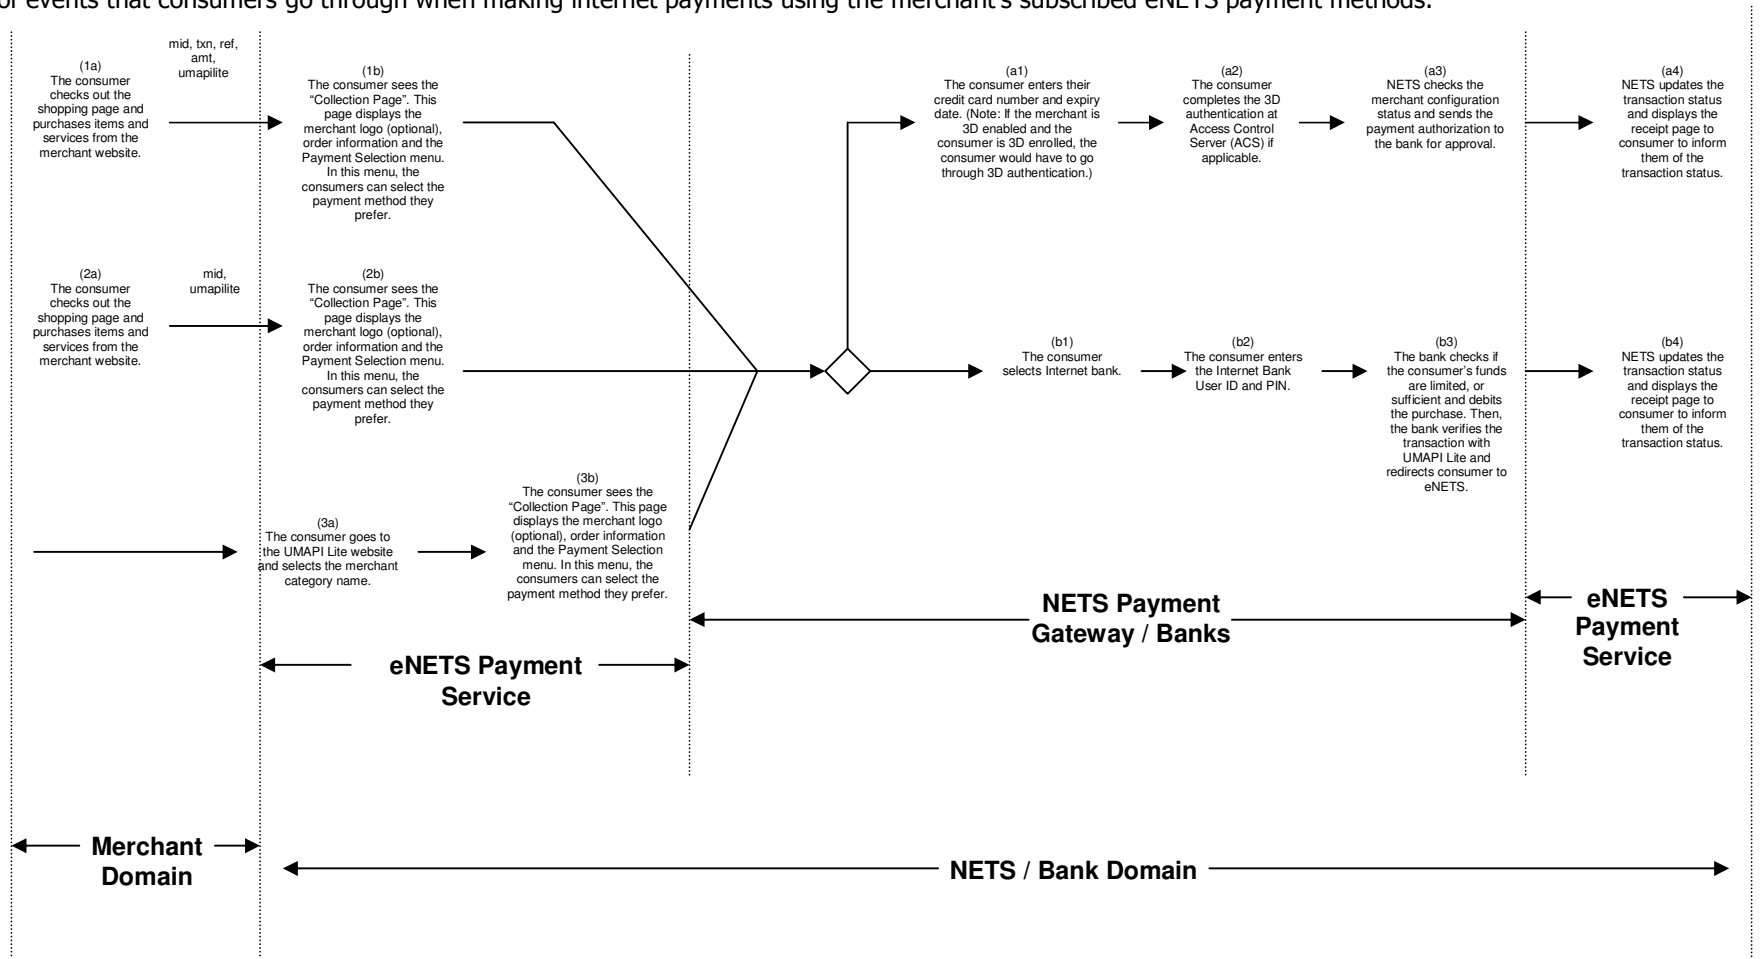 or events that consumers go through when making internet payments using the merchant's subscribed eNETS payment methods.
mid, txn, ref,
amt,
umapilite
(1a)
The consumer
checks out the
shopping page and
purchases items and
services from the
merchant website.
(1b)
The consumer sees the
“Collection Page”. This
page displays the
merchant logo (optional),
order information and the
Payment Selection menu.
In this menu, the
consumers can select the
payment method they
prefer.
(a1)
The consumer enters their
credit card number and expiry
date. (Note: If the merchant is
3D enabled and the
consumer is 3D enrolled, the
consumer would have to go
through 3D authentication.)
(a2)
The consumer
completes the 3D
authentication at
Access Control
Server (ACS) if
applicable.
(a3)
NETS checks the
merchant configuration
status and sends the
payment authorization to
the bank for approval.
(a4)
NETS updates the
transaction status
and displays the
receipt page to
consumer to inform
them of the
transaction status.
(2a)
The consumer
checks out the
shopping page and
purchases items and
services from the
merchant website.
mid,
umapilite
(2b)
The consumer sees the
“Collection Page”. This
page displays the
merchant logo (optional),
order information and the
Payment Selection menu.
In this menu, the
consumers can select the
payment method they
prefer.
(b1)
The consumer
selects Internet bank.
(b2)
The consumer enters
the Internet Bank
User ID and PIN.
(b3)
The bank checks if
the consumer’s funds
are limited, or
sufficient and debits
the purchase. Then,
the bank verifies the
transaction with
UMAPI Lite and
redirects consumer to
eNETS.
(b4)
NETS updates the
transaction status
and displays the
receipt page to
consumer to inform
them of the
transaction status.
(3a)
The consumer goes to
the UMAPI Lite website
and selects the merchant
category name.
(3b)
The consumer sees the
“Collection Page”. This page
displays the merchant logo
(optional), order information
and the Payment Selection
menu. In this menu, the
consumers can select the
payment method they prefer.
NETS Payment
Gateway / Banks
eNETS
Payment
Service
eNETS Payment
Service
Merchant
Domain
NETS / Bank Domain